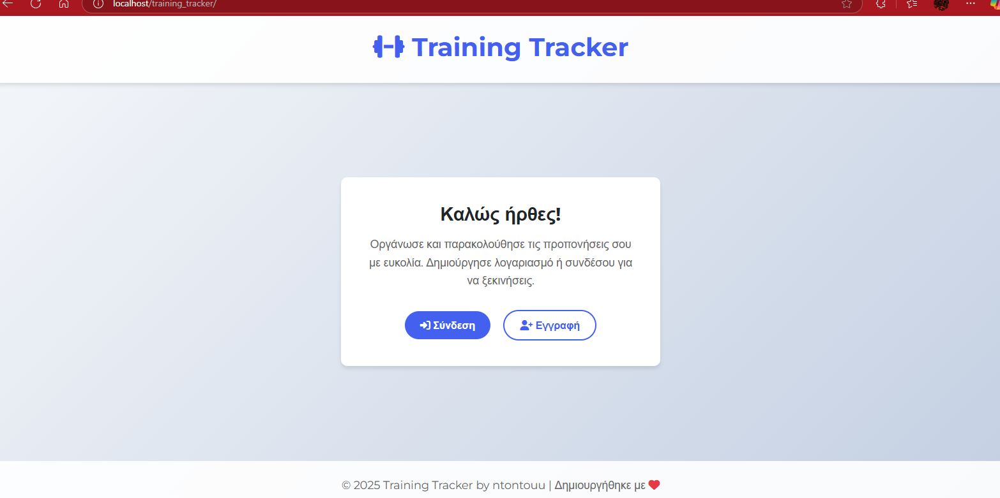 localhost/training_tracker/
Training Tracker
Καλώς ήρθες!
Οργάνωσε και παρακολούθησε τις προπονήσεις σου
με ευκολία. Δημιούργησε λογαριασμό ή συνδέσου για
να ξεκινήσεις.
Σύνδεση Εγγραφή
© 2025 Training Tracker by ntontouu | Δημιουργήθηκε με